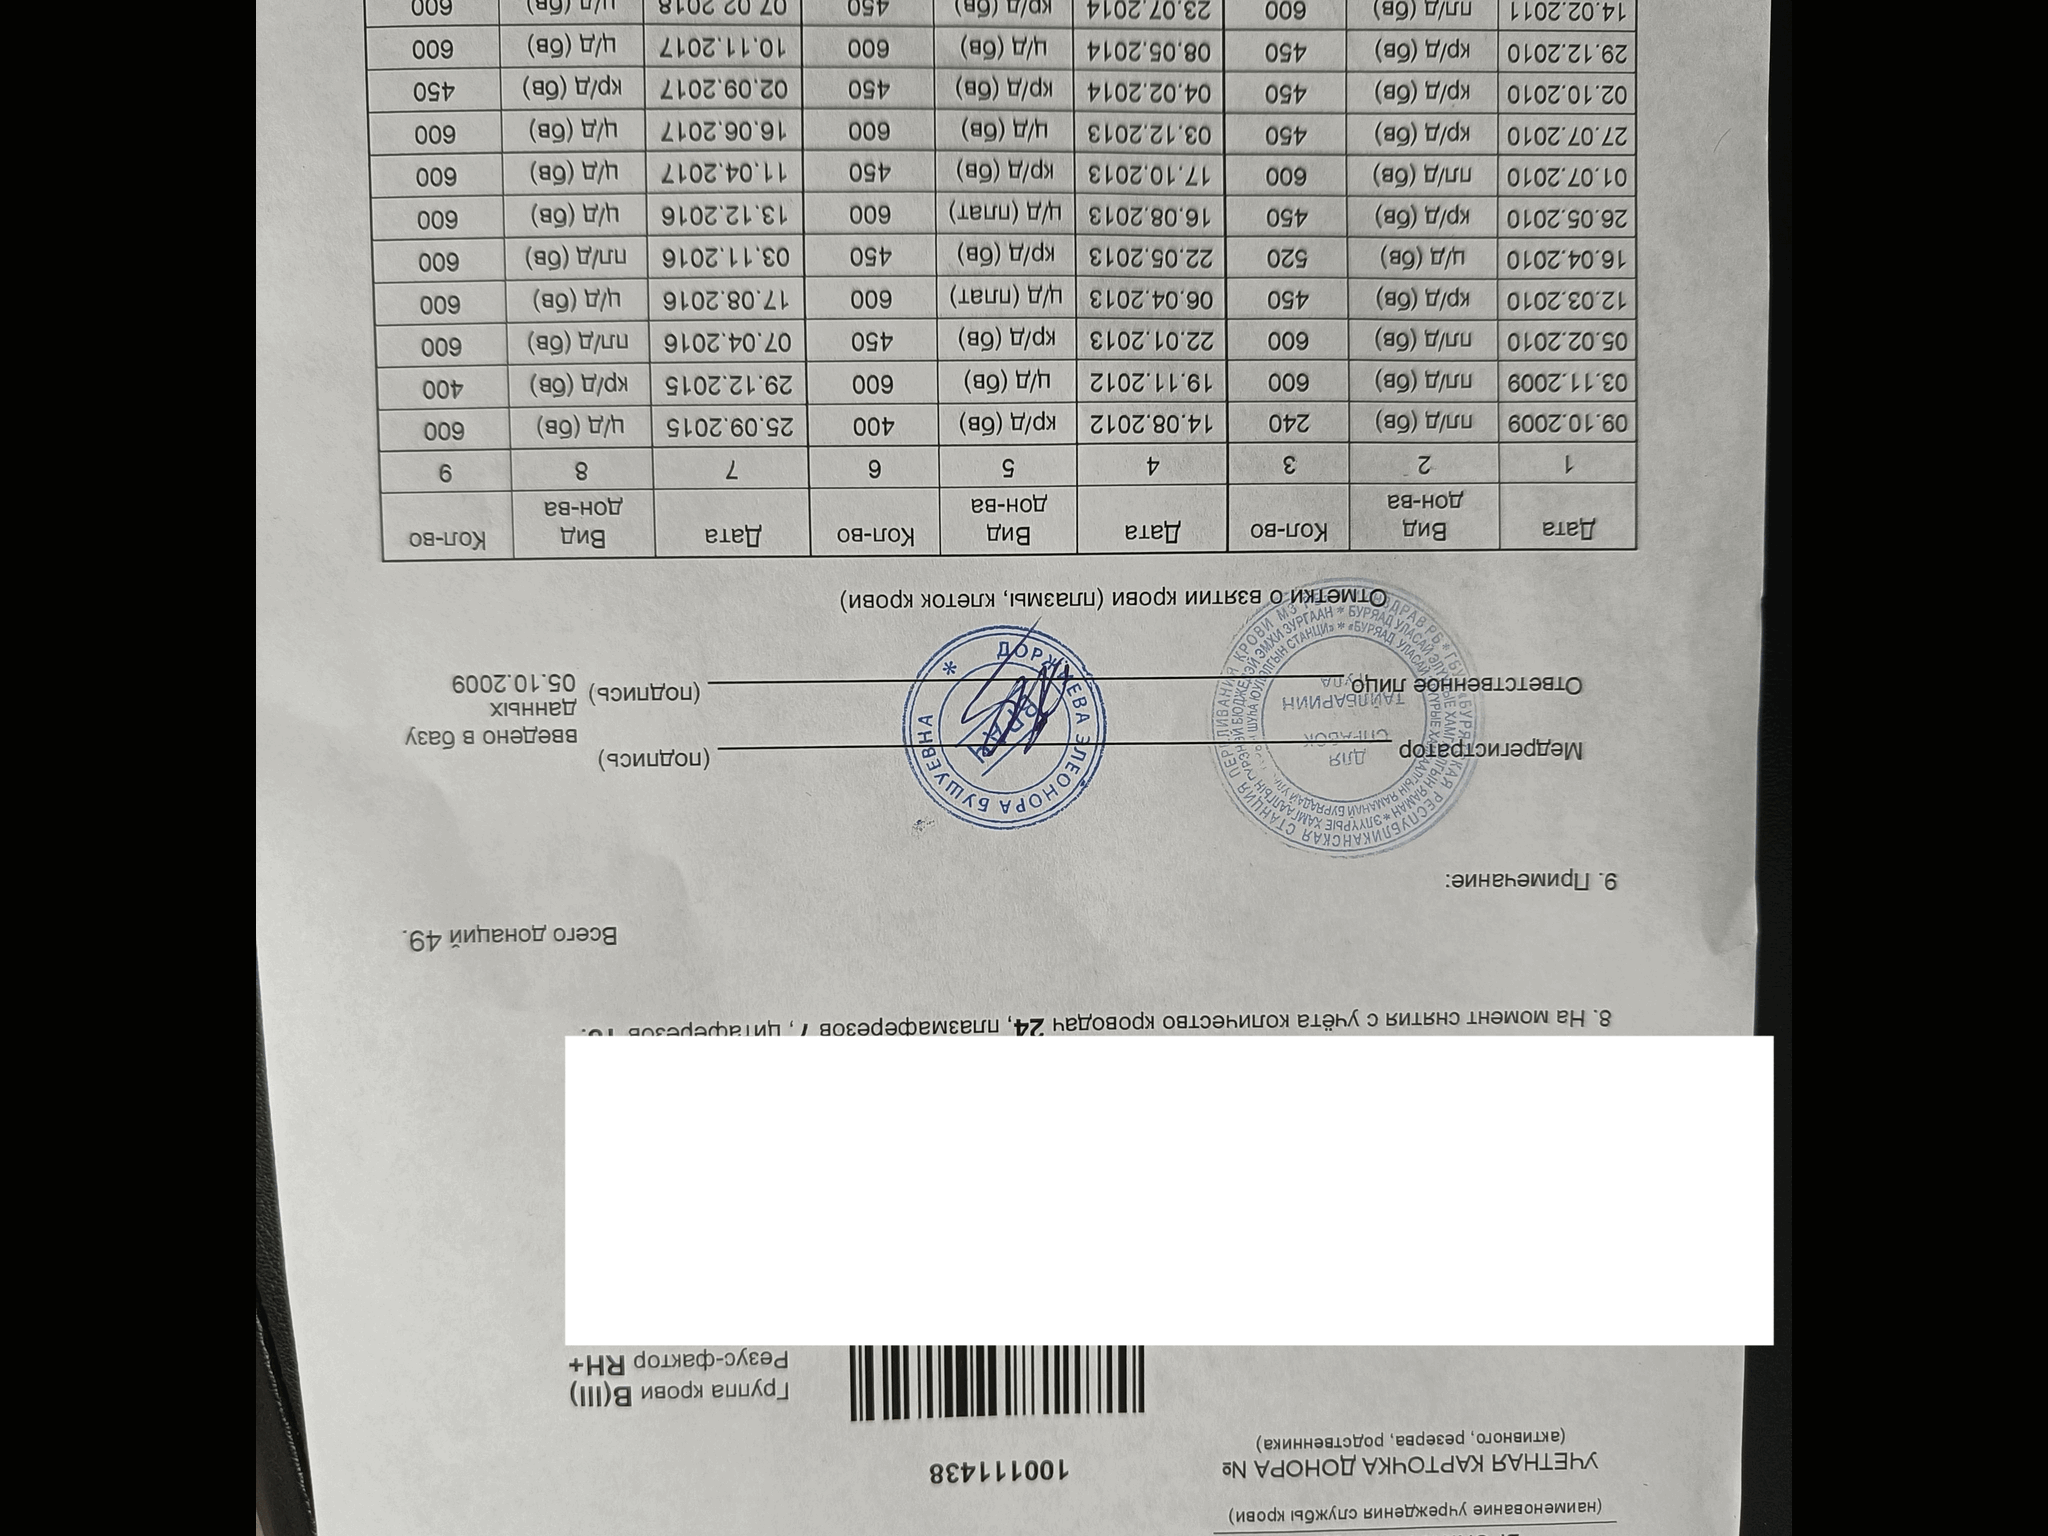 (наименование учреждения службы крови)
УЧЕТНАЯ КАРТОЧКА ДОНОРА №
100111438
(активного, резерва, родственника)
Группа крови B(III)
Резус-фактор RH+
8. На момент снятия с учёта количество кроводач 24, плазмаферезов 7, цитаферезов
Всего донаций 49.
9. Примечание:
Медрегистратор (подпись)
Ответственное лицо (подпись)
введено в базу
данных
05.10.2009
ДОРЖИЕВА ЭЛЕОНОРА БУШУЕВНА *
ВРАЧ
ДЛЯ
СПРАВОК
ТАЙЛБАРИИН
Отметки о взятии крови (плазмы, клеток крови)
Дата Вид дон-ва Кол-во Дата Вид дон-ва Кол-во Дата Вид дон-ва Кол-во
1 2 3 4 5 6 7 8 9
09.10.2009 пл/д (бв) 240 14.08.2012 кр/д (бв) 400 25.09.2015 ц/д (бв) 600
03.11.2009 пл/д (бв) 600 19.11.2012 ц/д (бв) 600 29.12.2015 кр/д (бв) 400
05.02.2010 пл/д (бв) 600 22.01.2013 кр/д (бв) 450 07.04.2016 пл/д (бв) 600
12.03.2010 кр/д (бв) 450 06.04.2013 ц/д (плат) 600 17.08.2016 ц/д (бв) 600
16.04.2010 ц/д (бв) 520 22.05.2013 кр/д (бв) 450 03.11.2016 пл/д (бв) 600
26.05.2010 кр/д (бв) 450 16.08.2013 ц/д (плат) 600 13.12.2016 ц/д (бв) 600
01.07.2010 пл/д (бв) 600 17.10.2013 кр/д (бв) 450 11.04.2017 ц/д (бв) 600
27.07.2010 кр/д (бв) 450 03.12.2013 ц/д (бв) 600 16.06.2017 ц/д (бв) 600
02.10.2010 кр/д (бв) 450 04.02.2014 кр/д (бв) 450 02.09.2017 кр/д (бв) 450
29.12.2010 кр/д (бв) 450 08.05.2014 ц/д (бв) 600 10.11.2017 ц/д (бв) 600
14.02.2011 пл/д (бв) 600 23.07.2014 кр/д (бв) 450 07.02.2018 ц/д (бв) 600